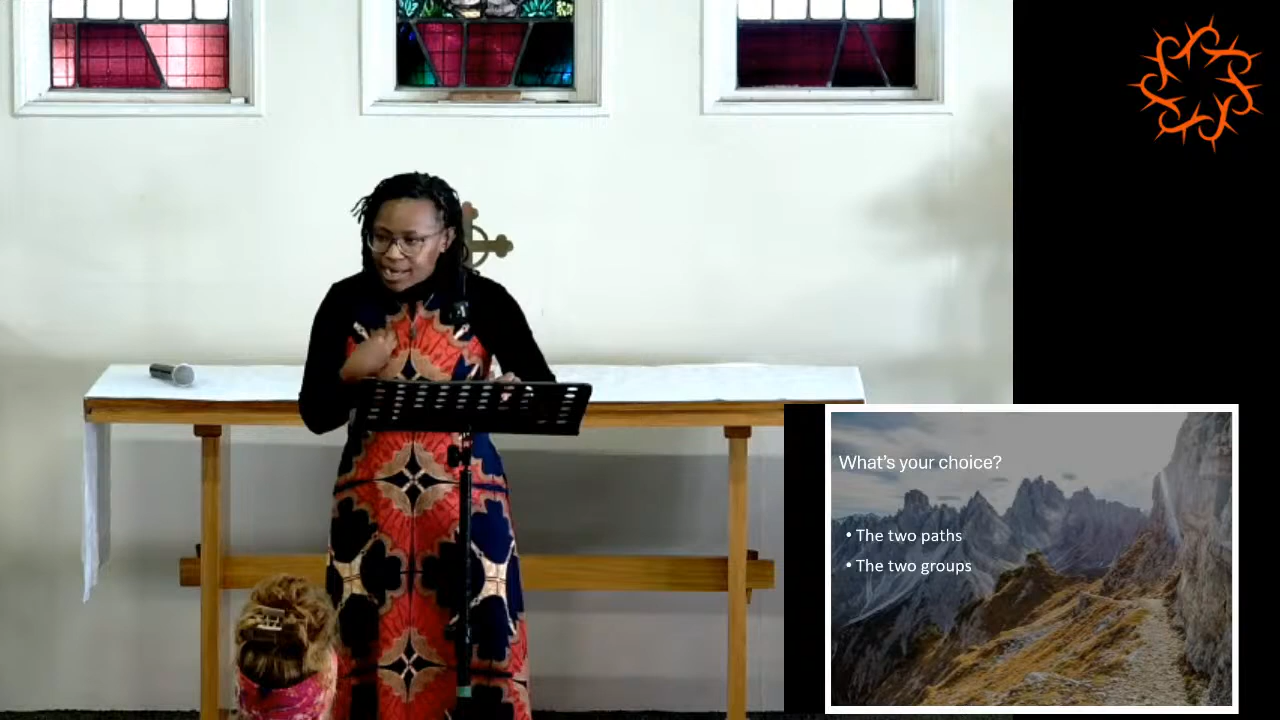 What's your choice?
• The two paths
• The two groups